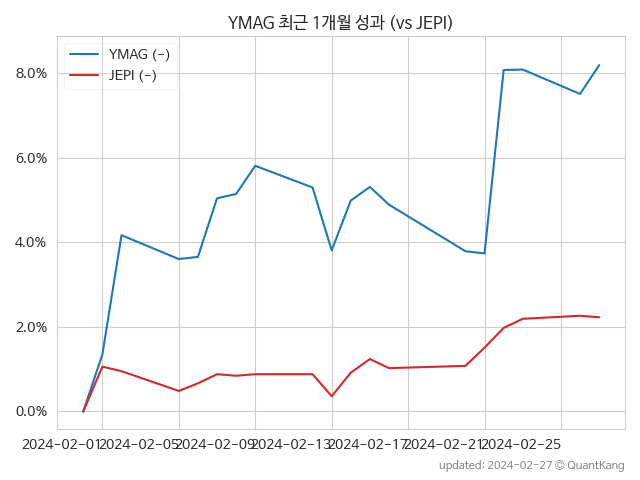 YMAG 최근 1개월 성과 (vs JEPI)
YMAG (-)
JEPI (-)
8.0%
6.0%
4.0%
2.0%
0.0%
2024-02-01 2024-02-05 2024-02-09 2024-02-13 2024-02-17 2024-02-21 2024-02-25
updated: 2024-02-27 © QuantKang